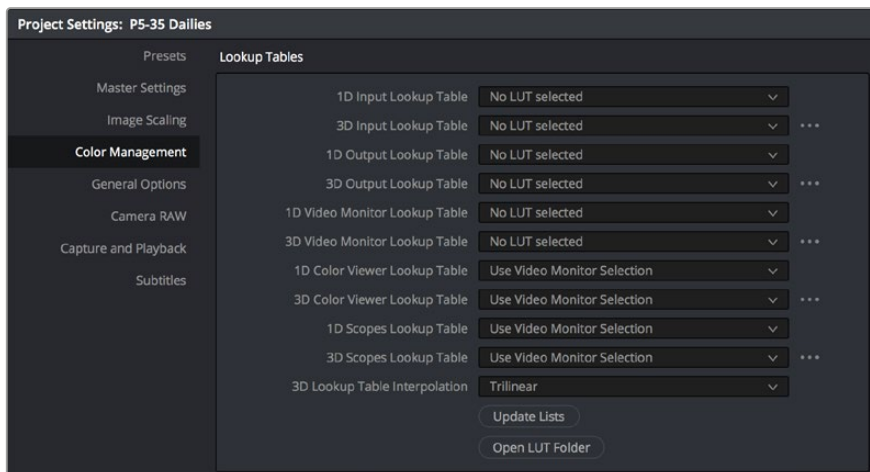 Project Settings: P5-35 Dailies
Presets
Master Settings
Image Scaling
Color Management
General Options
Camera RAW
Capture and Playback
Subtitles
Lookup Tables
1D Input Lookup Table No LUT selected
3D Input Lookup Table No LUT selected
1D Output Lookup Table No LUT selected
3D Output Lookup Table No LUT selected
1D Video Monitor Lookup Table No LUT selected
3D Video Monitor Lookup Table No LUT selected
1D Color Viewer Lookup Table Use Video Monitor Selection
3D Color Viewer Lookup Table Use Video Monitor Selection
1D Scopes Lookup Table Use Video Monitor Selection
3D Scopes Lookup Table Use Video Monitor Selection
3D Lookup Table Interpolation Trilinear
Update Lists
Open LUT Folder